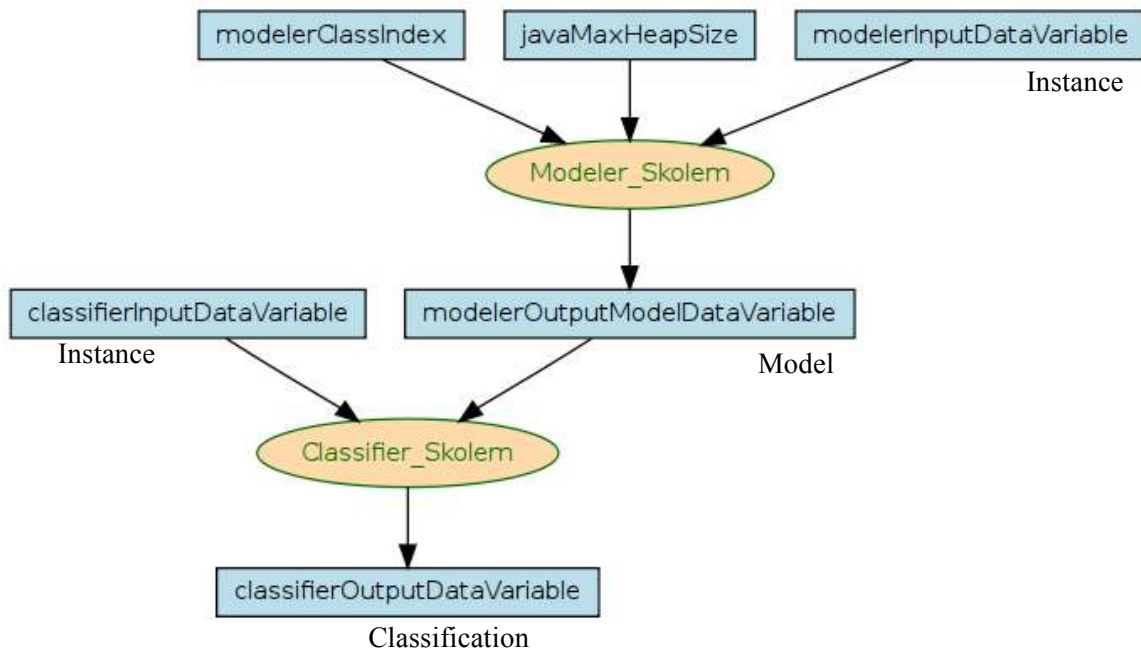 modelerClassIndex
javaMaxHeapSize
modelerInputDataVariable
Instance
Modeler_Skolem
classifierInputDataVariable
modelerOutputModelDataVariable
Instance
Model
Classifier_Skolem
classifierOutputDataVariable
Classification